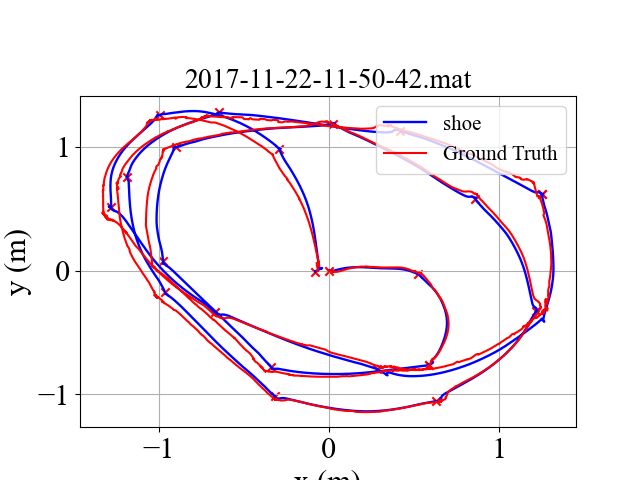 2017-11-22-11-50-42.mat
shoe
Ground Truth
y (m)
1
0
−1
−1
0
1
x (m)